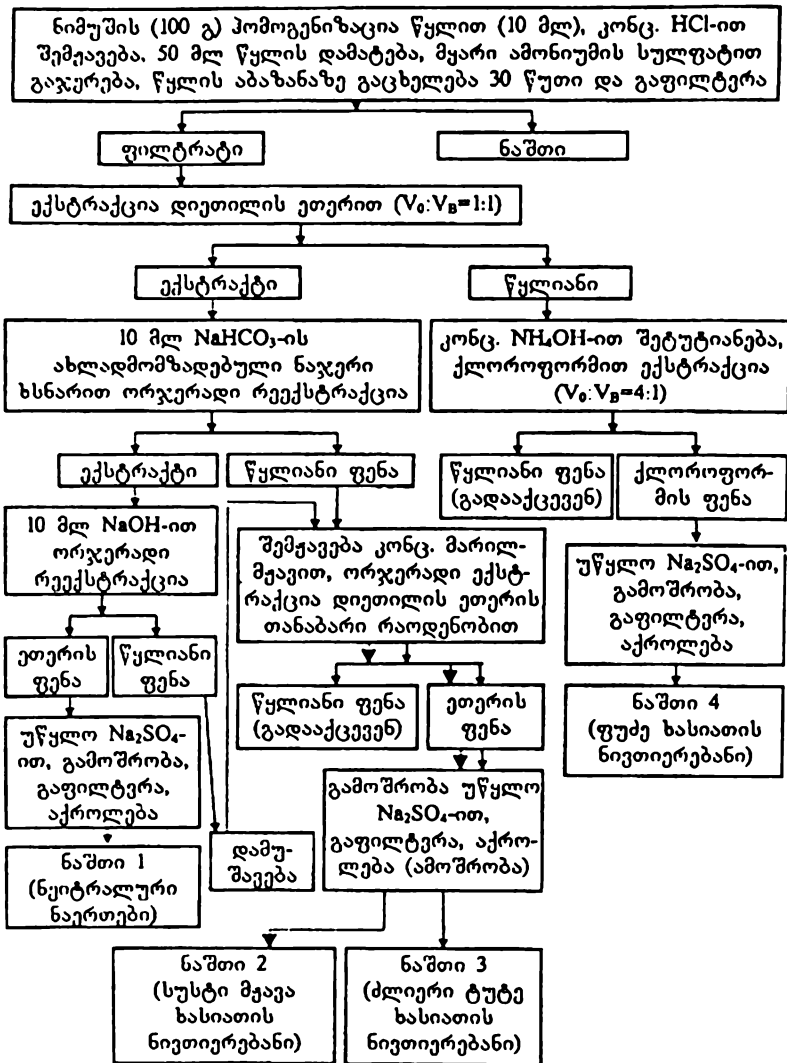 ნიმუშის (100 გ) ჰომოგენიზაცია წყლით (10 მლ), კონც. HCl-ით
შემჟავება. 50 მლ წყლის დამატება, მყარი ამონიუმის სულფატით
გაჯერება, წყლის აბაზანაზე გაცხელება 30 წუთი და გაფილტვრა
ფილტრატი
ნაშთი
ექსტრაქცია დიეთილის ეთერით (V₀:V_B=1:1)
ექსტრაქტი
წყლიანი
10 მლ NaHCO₃-ის
ახლადმომზადებული ნაჯერი
ხსნარით ორჯერადი რეექსტრაქცია
კონც. NH₄OH-ით შეტუტიანება,
ქლოროფორმით ექსტრაქცია
(V₀:V_B=4:1)
ექსტრაქტი
წყლიანი ფენა
წყლიანი ფენა
(გადააქცევენ)
ქლოროფორ-
მის ფენა
10 მლ NaOH-ით
ორჯერადი
რეექსტრაქცია
შემჟავება კონც. მარილ-
მჟავით, ორჯერადი ექსტ-
რაქცია დიეთილის ეთერის
თანაბარი რაოდენობით
უწყლო Na₂SO₄-ით,
გამოშრობა,
გაფილტვრა,
აქროლება
ეთერის
ფენა
წყლიანი
ფენა
წყლიანი ფენა
(გადააქცევენ)
ეთერის
ფენა
ნაშთი 4
(ფუძე ხასიათის
ნივთიერებანი)
უწყლო Na₂SO₄-
ით, გამოშრობა,
გაფილტვრა,
აქროლება
დამუ-
შავება
გამოშრობა უწყლო
Na₂SO₄-ით,
გაფილტვრა, აქრო-
ლება (ამოშრობა)
ნაშთი 1
(ნეიტრალური
ნაერთები)
ნაშთი 2
(სუსტი მჟავა
ხასიათის
ნივთიერებანი)
ნაშთი 3
(ძლიერი ტუტე
ხასიათის
ნივთიერებანი)